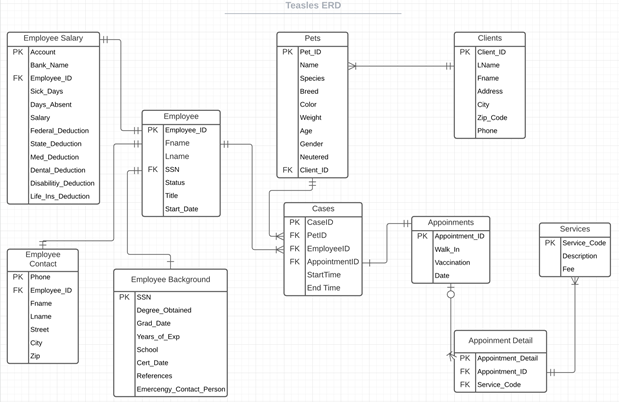 Teasles ERD
Employee Salary
PK Account
Bank_Name
FK Employee_ID
Sick_Days
Days_Absent
Salary
Federal_Deduction
State_Deduction
Med_Deduction
Dental_Deduction
Disabiltiy_Deduction
Life_Ins_Deduction
Employee
PK Employee_ID
Fname
Lname
FK SSN
Status
Title
Start_Date
Pets
PK Pet_ID
Name
Species
Breed
Color
Weight
Age
Gender
Neutered
FK Client_ID
Clients
PK Client_ID
LName
Fname
Address
City
Zip_Code
Phone
Employee
Contact
PK Phone
FK Employee_ID
Fname
Lname
Street
City
Zip
Employee Background
PK SSN
Degree_Obtained
Grad_Date
Years_of_Exp
School
Cert_Date
References
Emercengy_Contact_Person
Cases
PK CaseID
FK PetID
FK EmployeeID
FK AppointmentID
StartTime
End Time
Appoinments
PK Appointment_ID
Walk_In
Vaccination
Date
Services
PK Service_Code
Description
Fee
Appoinment Detail
PK Appointment_Detail
FK Appointment_ID
FK Service_Code